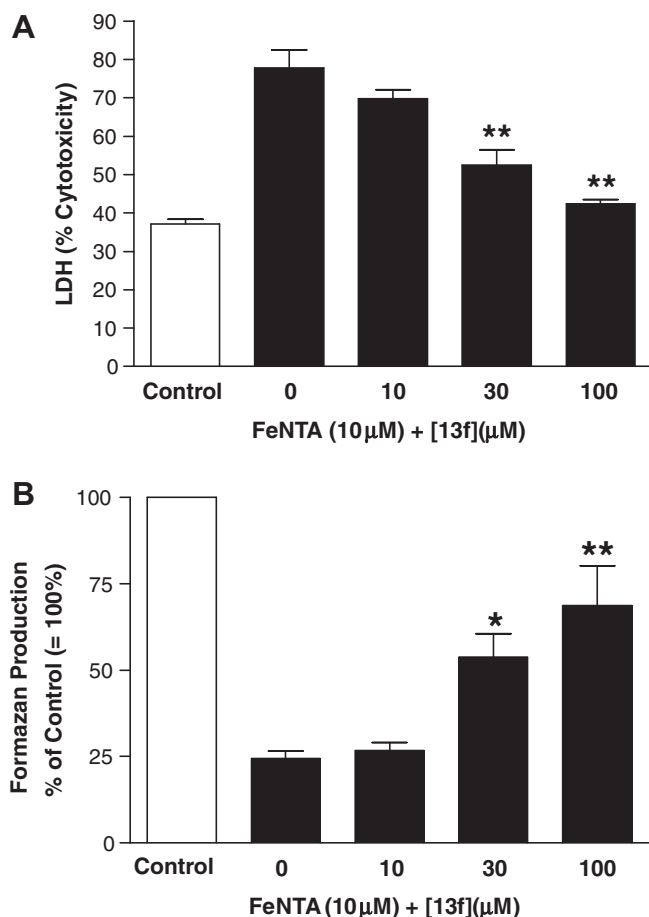 A
LDH (% Cytotoxicity)
90
80
70
60
50
40
30
20
10
0
**
**
Control 0 10 30 100
FeNTA (10µM) + [13f](µM)
B
Formazan Production
% of Control (= 100%)
100
75
50
25
0
*
**
Control 0 10 30 100
FeNTA (10µM) + [13f](µM)